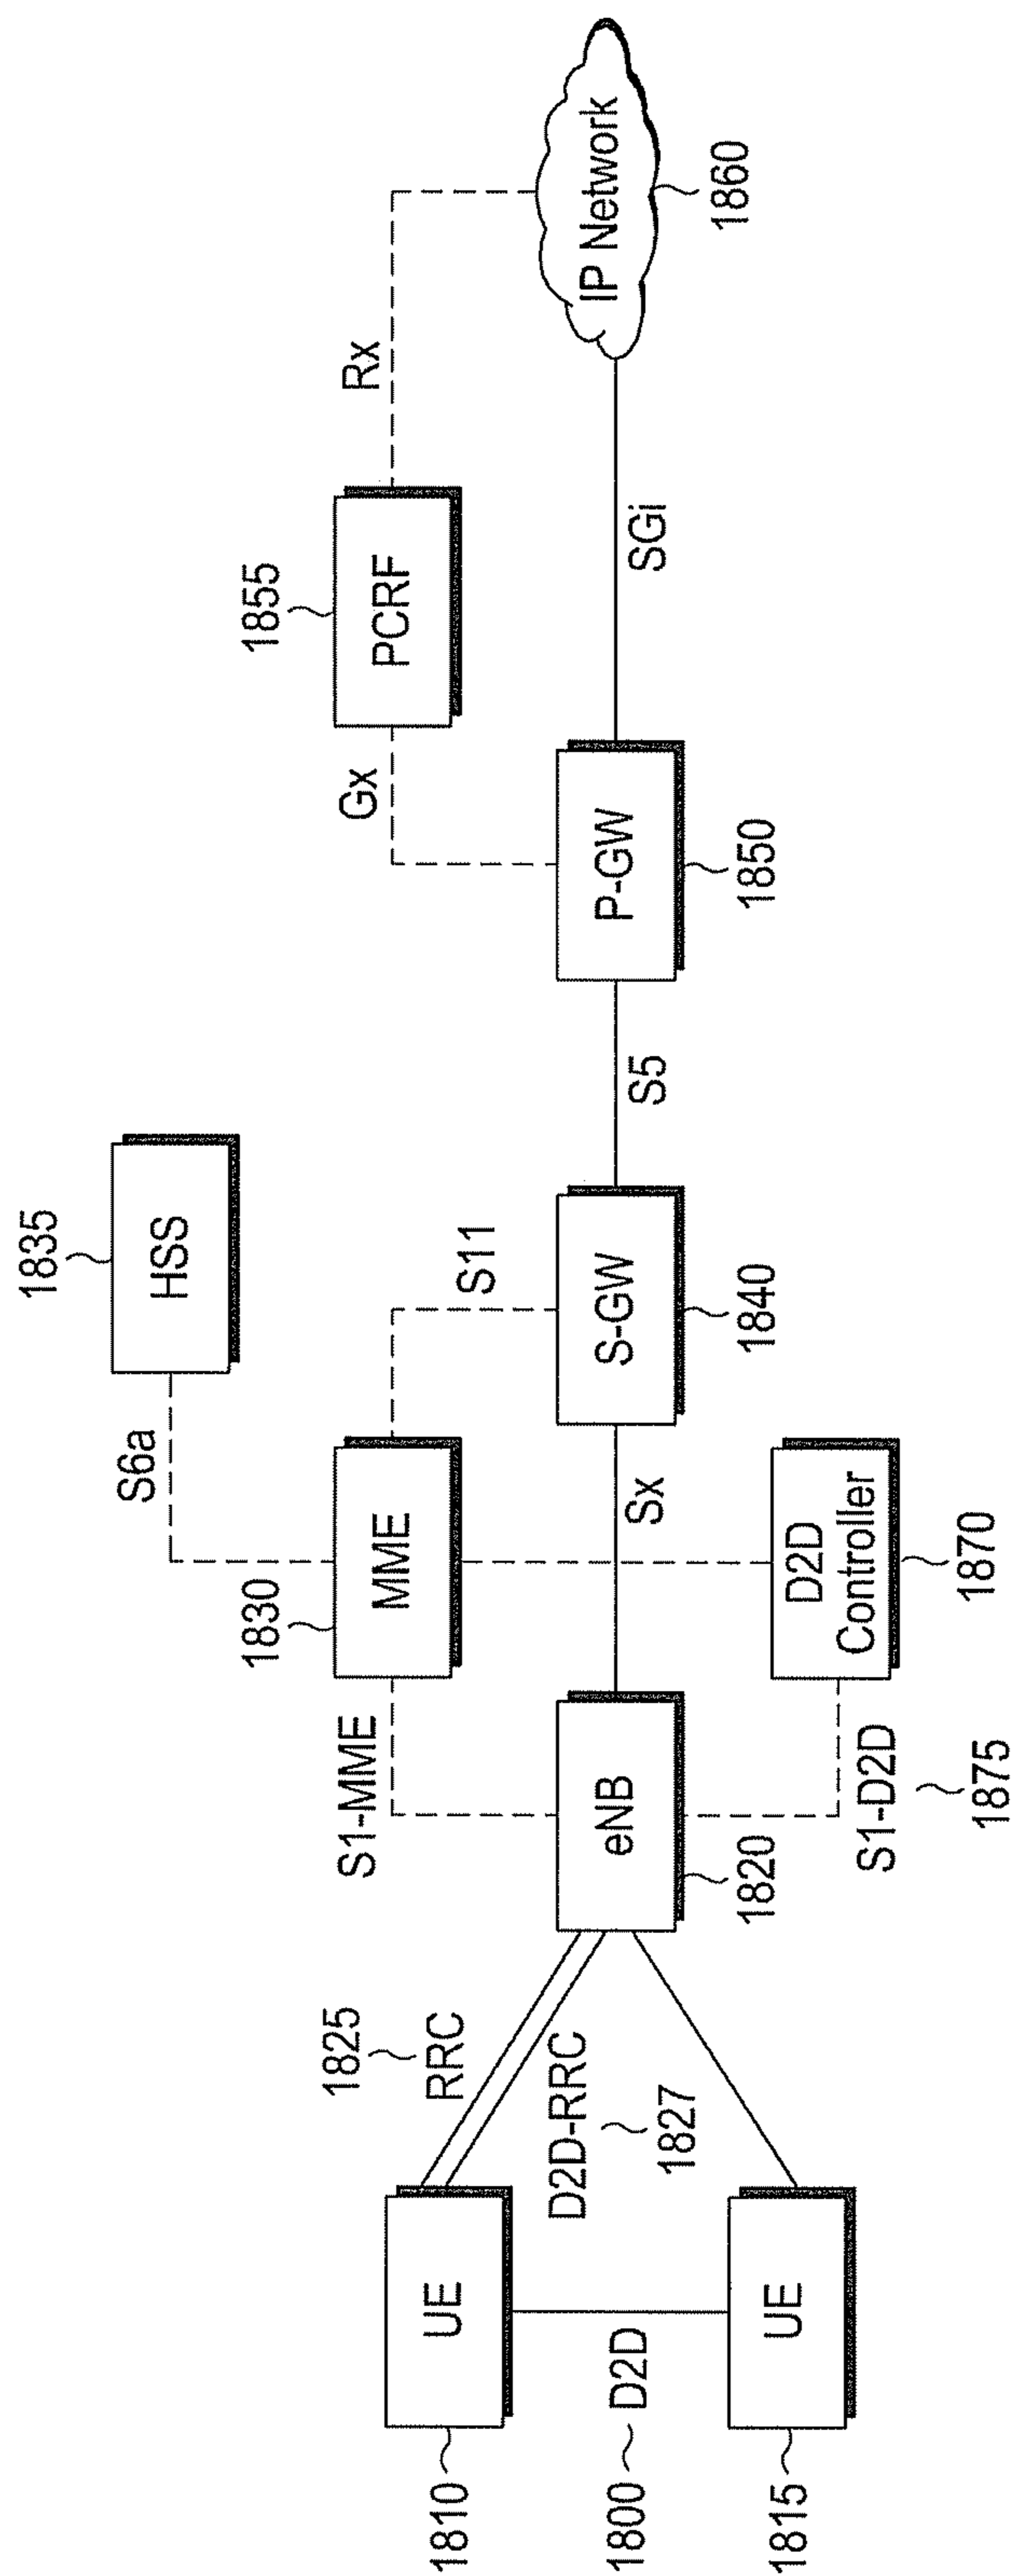 1835
HSS
S6a
1830
MME
S1-MME
S11
1855
PCRF
Gx
Rx
1825
RRC
D2D-RRC
1827
1810
UE
1800
D2D
1815
UE
eNB
1820
Sx
S-GW
1840
S5
P-GW
1850
SGi
IP Network
1860
D2D
Controller
1870
S1-D2D
1875